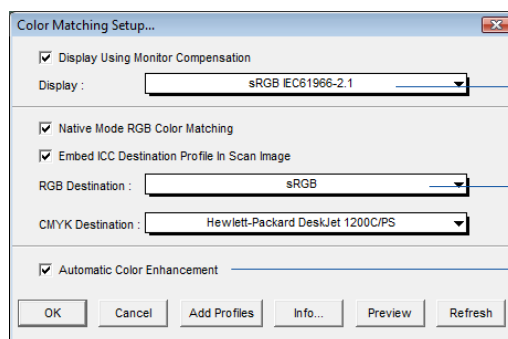 Color Matching Setup...
Display Using Monitor Compensation
Display : sRGB IEC61966-2.1
Native Mode RGB Color Matching
Embed ICC Destination Profile In Scan Image
RGB Destination : sRGB
CMYK Destination : Hewlett-Packard DeskJet 1200C/PS
Automatic Color Enhancement
OK Cancel Add Profiles Info... Preview Refresh